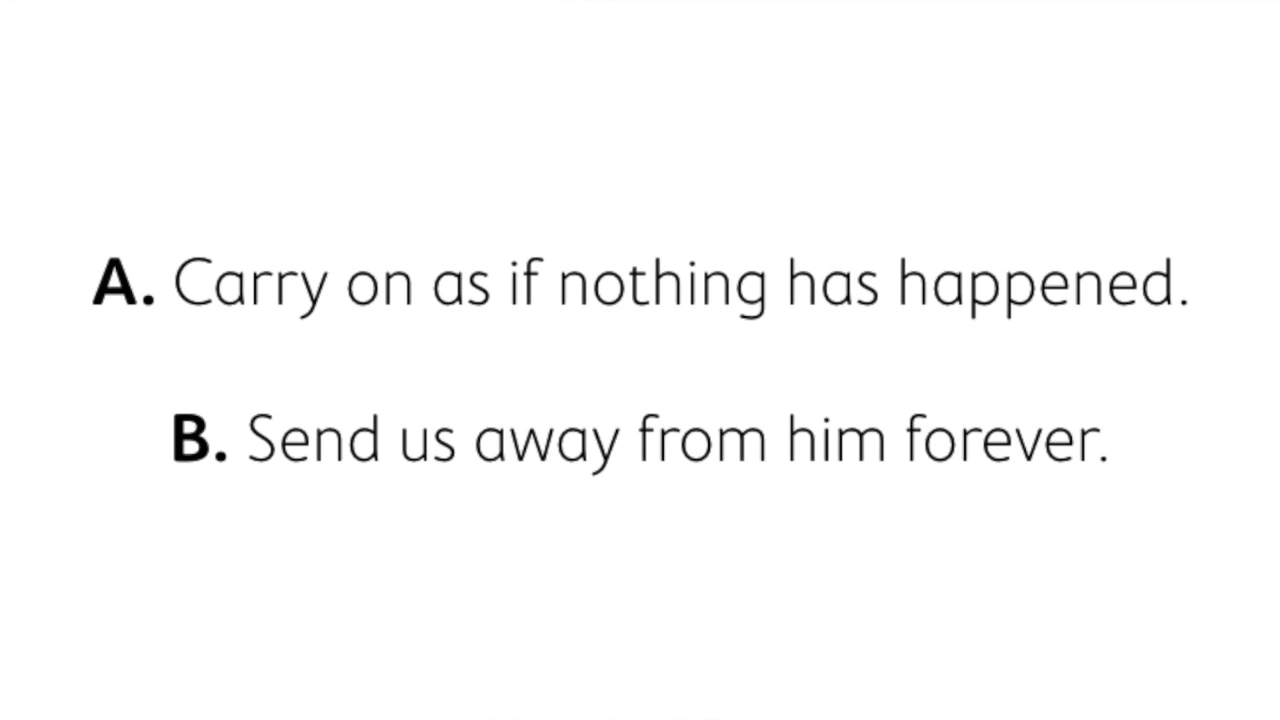 A. Carry on as if nothing has happened.
B. Send us away from him forever.